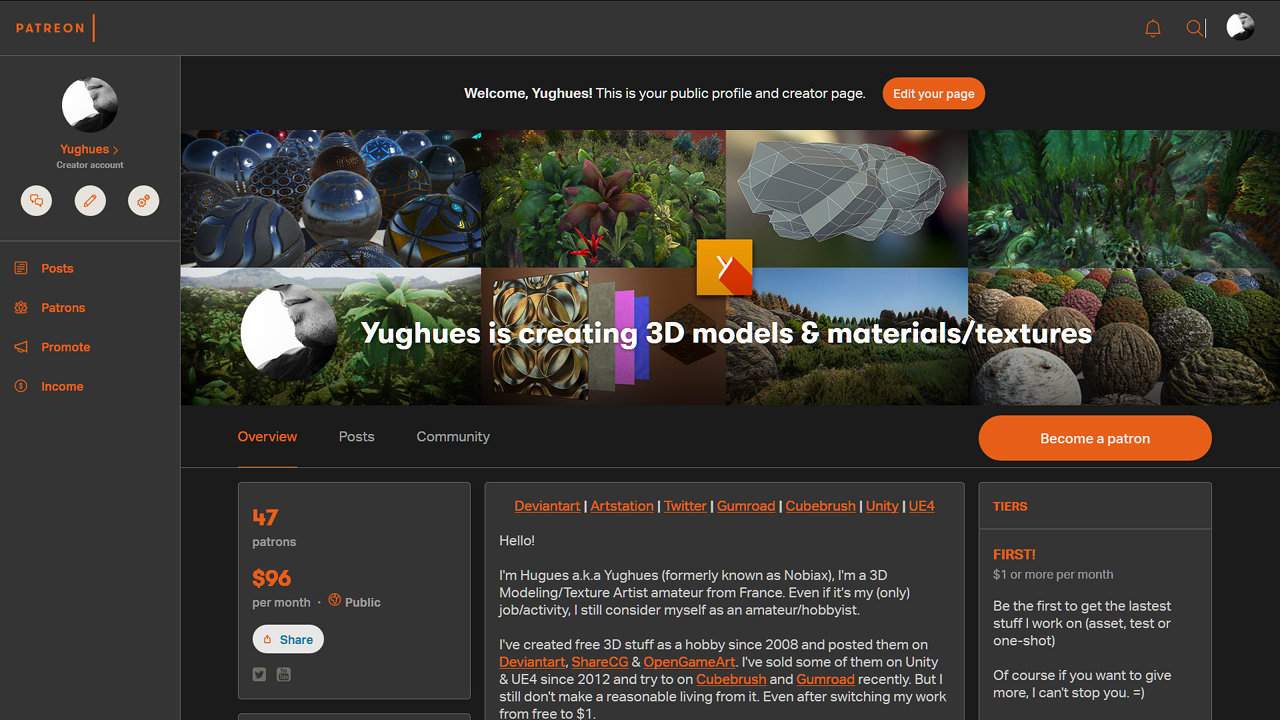 PATREON
Welcome, Yughues! This is your public profile and creator page.
Edit your page
Yughues >
Creator account
Posts
Patrons
Promote
Income
Y
Yughues is creating 3D models & materials/textures
Overview
Posts
Community
Become a patron
47
patrons
$96
per month · Public
Share
Deviantart | Artstation | Twitter | Gumroad | Cubebrush | Unity | UE4
Hello!
I'm Hugues a.k.a Yughues (formerly known as Nobiax), I'm a 3D
Modeling/Texture Artist amateur from France. Even if it's my (only)
job/activity, I still consider myself as an amateur/hobbyist.
I've created free 3D stuff as a hobby since 2008 and posted them on
Deviantart, ShareCG & OpenGameArt. I've sold some of them on Unity
& UE4 since 2012 and try to on Cubebrush and Gumroad recently. But I
still don't make a reasonable living from it. Even after switching my work
from free to $1.
TIERS
FIRST!
$1 or more per month
Be the first to get the lastest
stuff I work on (asset, test or
one-shot)
Of course if you want to give
more, I can't stop you. =)